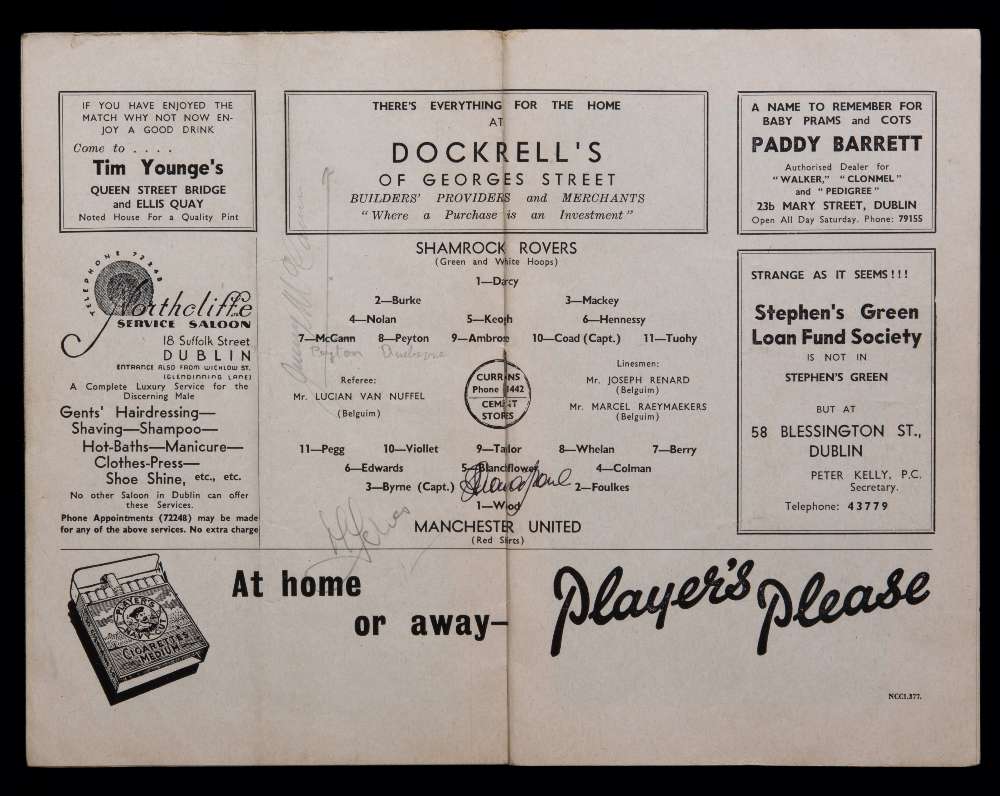 IF YOU HAVE ENJOYED THE
MATCH WHY NOT NOW EN-
JOY A GOOD DRINK
Come to . . . .
Tim Younge's
QUEEN STREET BRIDGE
and ELLIS QUAY
Noted House For a Quality Pint
THERE'S EVERYTHING FOR THE HOME
AT
DOCKRELL'S
OF GEORGES STREET
BUILDERS' PROVIDERS and MERCHANTS
"Where a Purchase is an Investment"
A NAME TO REMEMBER FOR
BABY PRAMS and COTS
PADDY BARRETT
Authorised Dealer for
"WALKER," "CLONMEL"
and "PEDIGREE"
23b MARY STREET, DUBLIN
Open All Day Saturday. Phone: 79155
TELEPHONE 72248
Northcliffe
SERVICE SALOON
18 Suffolk Street
DUBLIN
ENTRANCE ALSO FROM WICKLOW ST.
(GLENDINNING LANE)
A Complete Luxury Service for the
Discerning Male
Gents' Hairdressing—
Shaving—Shampoo—
Hot-Baths—Manicure—
Clothes-Press—
Shoe Shine, etc., etc.
No other Saloon in Dublin can offer
these Services.
Phone Appointments (72248) may be made
for any of the above services. No extra charge
SHAMROCK ROVERS
(Green and White Hoops)
1—Darcy
2—Burke 3—Mackey
4—Nolan 5—Keogh 6—Hennessy
7—McCann 8—Peyton 9—Ambrose 10—Coad (Capt.) 11—Tuohy
Peyton Ambrose
Referee:
Mr. LUCIAN VAN NUFFEL
(Belguim)
CURRANS
Phone 1442
CEMENT
STORES
Linesmen:
Mr. JOSEPH RENARD
(Belguim)
Mr. MARCEL RAEYMAEKERS
(Belguim)
11—Pegg 10—Viollet 9—Tailor 8—Whelan 7—Berry
6—Edwards 5—Blanchflower 4—Colman
3—Byrne (Capt.) 2—Foulkes
1—Wood
MANCHESTER UNITED
(Red Shirts)
STRANGE AS IT SEEMS!!!
Stephen's Green
Loan Fund Society
IS NOT IN
STEPHEN'S GREEN
BUT AT
58 BLESSINGTON ST.,
DUBLIN
PETER KELLY, P.C.
Secretary.
Telephone: 43779
PLAYER'S
NAVY CUT
CIGARETTES
MEDIUM
At home
or away—
Player's Please
NCC1.377.